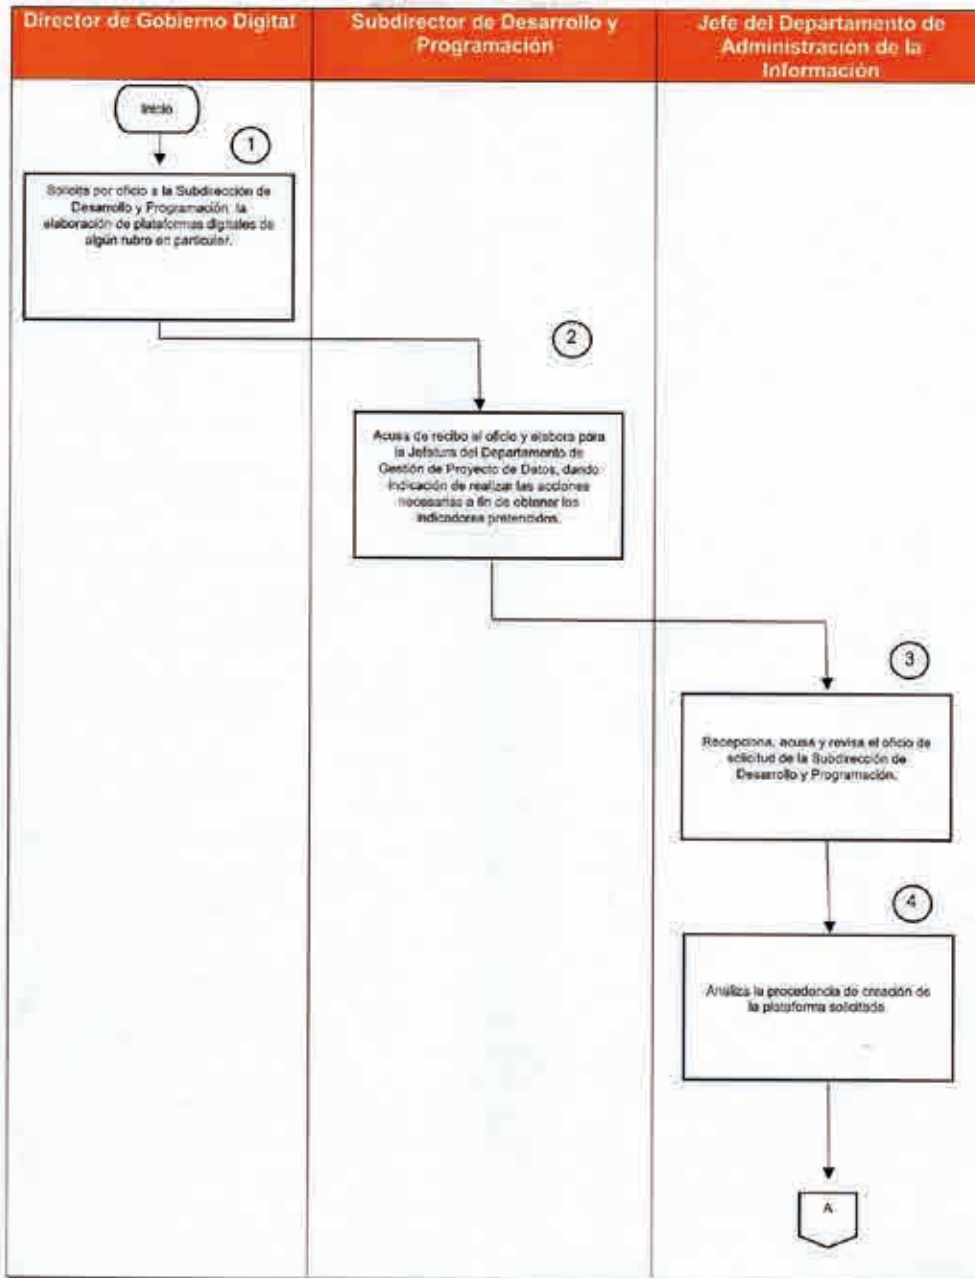 Director de Gobierno Digital
Subdirector de Desarrollo y
Programación
Jefe del Departamento de
Administración de la
Información
Inicio
1
Solicita por oficio a la Subdirección de
Desarrollo y Programación la
elaboración de plataformas digitales de
algún rubro en particular.
2
Acusa de recibo el oficio y elabora para
la Jefatura del Departamento de
Gestión de Proyecto de Datos, dando
indicación de realizar las acciones
necesarias a fin de obtener los
indicadores pretendidos.
3
Recepciona, acusa y revisa el oficio de
solicitud de la Subdirección de
Desarrollo y Programación.
4
Analiza la procedencia de creación de
la plataforma solicitada.
A